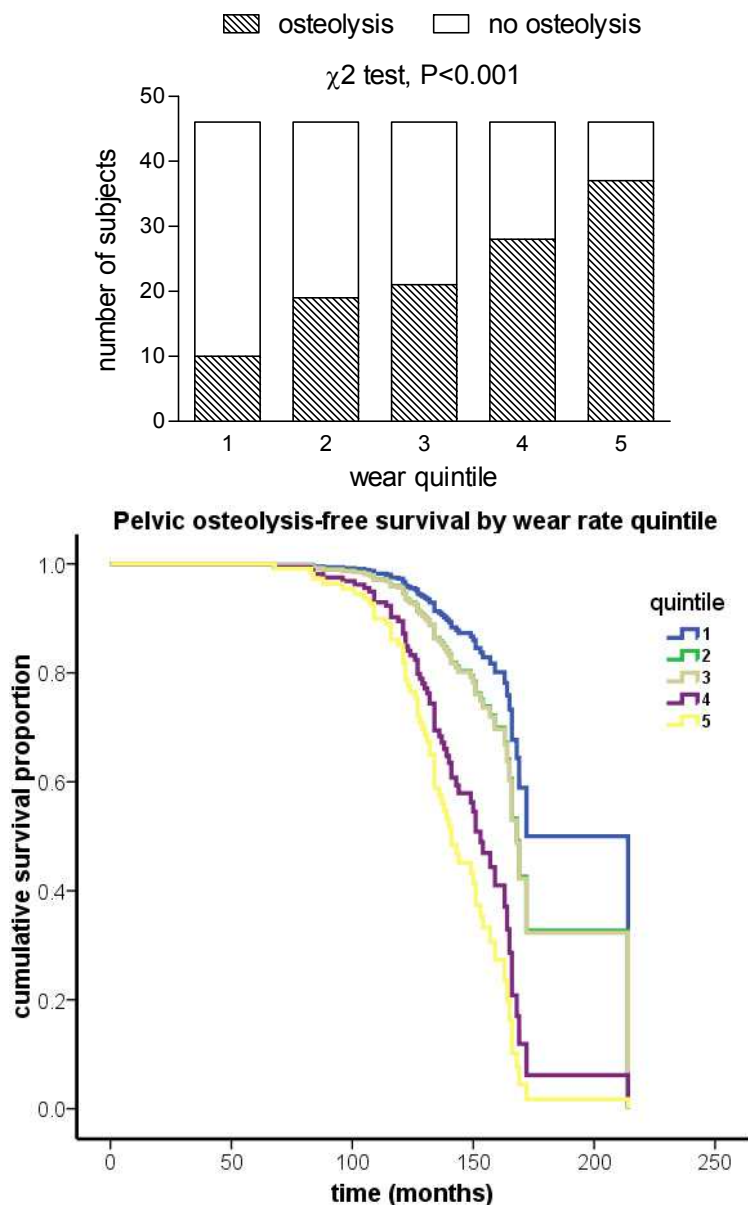 osteolysis no osteolysis
χ2 test, P<0.001
50
40
30
20
10
0
number of subjects
1 2 3 4 5
wear quintile
Pelvic osteolysis-free survival by wear rate quintile
1.0
0.8
0.6
0.4
0.2
0.0
cumulative survival proportion
quintile
1
2
3
4
5
0 50 100 150 200 250
time (months)